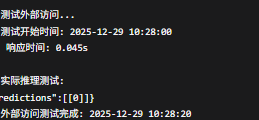 测试外部访问...
测试开始时间: 2025-12-29 10:28:00
响应时间: 0.045s
实际推理测试:
redictions":[[0]]}
外部访问测试完成: 2025-12-29 10:28:20